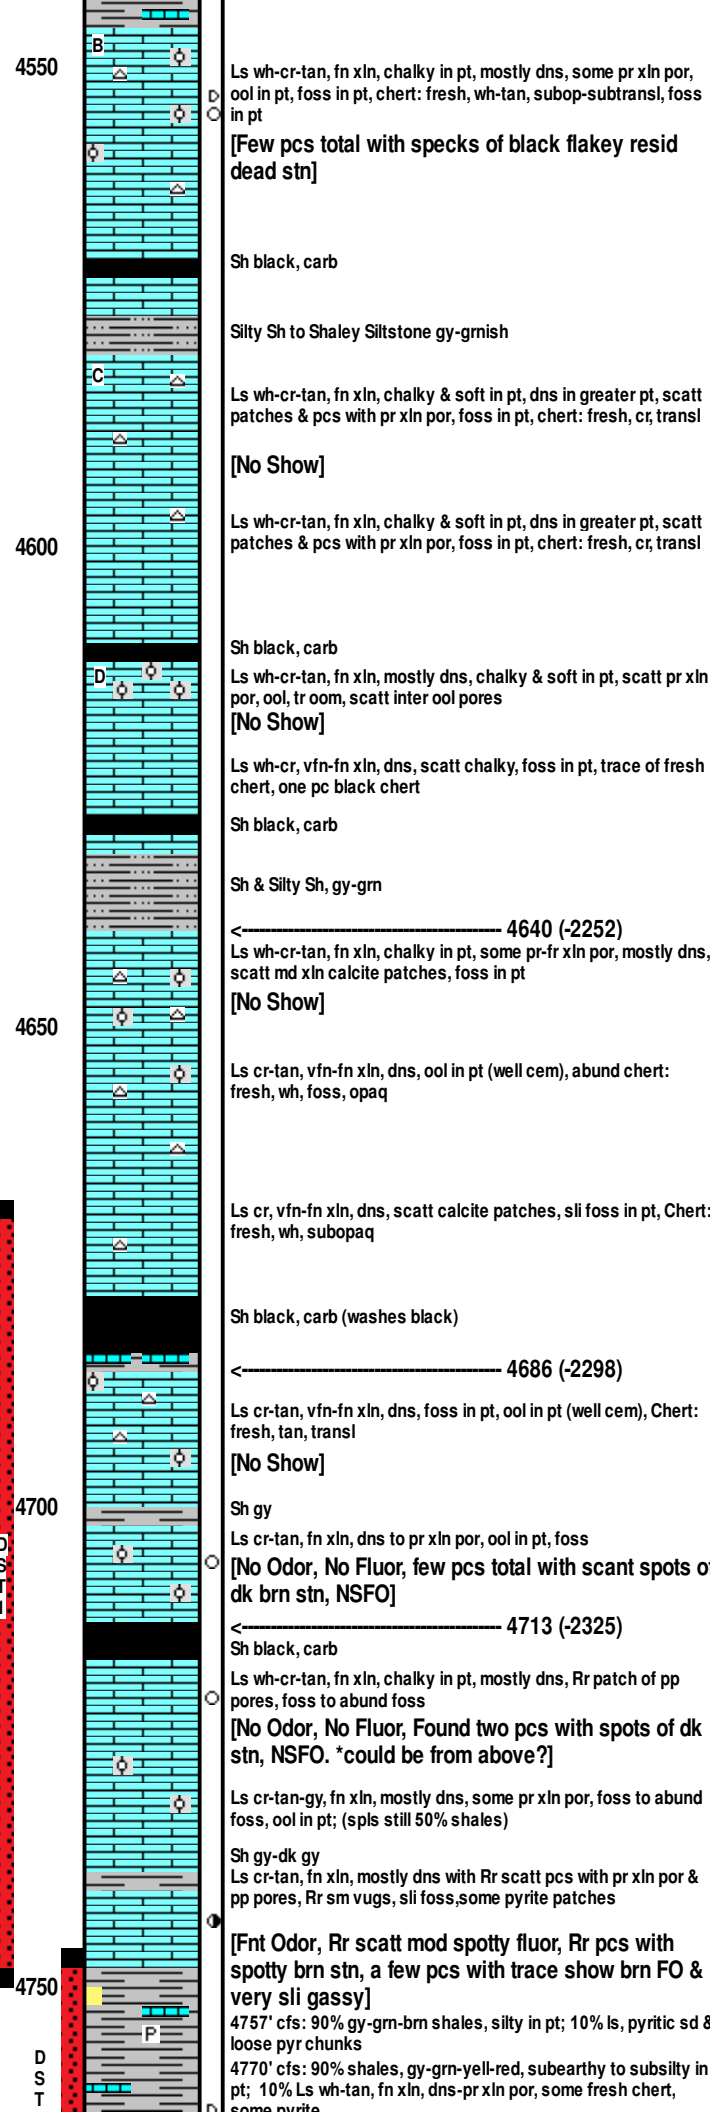 B
4550
Ls wh-cr-tan, fn xln, chalky in pt, mostly dns, some pr xln por,
ool in pt, foss in pt, chert: fresh, wh-tan, subop-subtransl, foss
in pt
D
[Few pcs total with specks of black flakey resid
dead stn]
Sh black, carb
Silty Sh to Shaley Siltstone gy-grnish
C
Ls wh-cr-tan, fn xln, chalky & soft in pt, dns in greater pt, scatt
patches & pcs with pr xln por, foss in pt, chert: fresh, cr, transl
[No Show]
Ls wh-cr-tan, fn xln, chalky & soft in pt, dns in greater pt, scatt
patches & pcs with pr xln por, foss in pt, chert: fresh, cr, transl
4600
Sh black, carb
D
Ls wh-cr-tan, fn xln, mostly dns, chalky & soft in pt, scatt pr xln
por, ool, tr oom, scatt inter ool pores
[No Show]
Ls wh-cr, vfn-fn xln, dns, scatt chalky, foss in pt, trace of fresh
chert, one pc black chert
Sh black, carb
Sh & Silty Sh, gy-grn
<---------------------------------------------- 4640 (-2252)
Ls wh-cr-tan, fn xln, chalky in pt, some pr-fr xln por, mostly dns,
scatt md xln calcite patches, foss in pt
[No Show]
4650
Ls cr-tan, vfn-fn xln, dns, ool in pt (well cem), abund chert:
fresh, wh, foss, opaq
Ls cr, vfn-fn xln, dns, scatt calcite patches, sli foss in pt, Chert:
fresh, wh, subopaq
Sh black, carb (washes black)
<---------------------------------------------- 4686 (-2298)
Ls cr-tan, vfn-fn xln, dns, foss in pt, ool in pt (well cem), Chert:
fresh, tan, transl
[No Show]
4700
Sh gy
Ls cr-tan, fn xln, dns to pr xln por, ool in pt, foss
[No Odor, No Fluor, few pcs total with scant spots of
dk brn stn, NSFO]
D
S
T
1
<---------------------------------------------- 4713 (-2325)
Sh black, carb
Ls wh-cr-tan, fn xln, chalky in pt, mostly dns, Rr patch of pp
pores, foss to abund foss
[No Odor, No Fluor, Found two pcs with spots of dk
stn, NSFO. *could be from above?]
Ls cr-tan-gy, fn xln, mostly dns, some pr xln por, foss to abund
foss, ool in pt; (spls still 50% shales)
Sh gy-dk gy
Ls cr-tan, fn xln, mostly dns with Rr scatt pcs with pr xln por &
pp pores, Rr sm vugs, sli foss,some pyrite patches
[Fnt Odor, Rr scatt mod spotty fluor, Rr pcs with
spotty brn stn, a few pcs with trace show brn FO &
very sli gassy]
4750
P
4757' cfs: 90% gy-grn-brn shales, silty in pt; 10% ls, pyritic sd &
loose pyr chunks
4770' cfs: 90% shales, gy-grn-yell-red, subearthy to subsilty in
pt; 10% Ls wh-tan, fn xln, dns-pr xln por, some fresh chert,
some pyrite
D
S
T
D